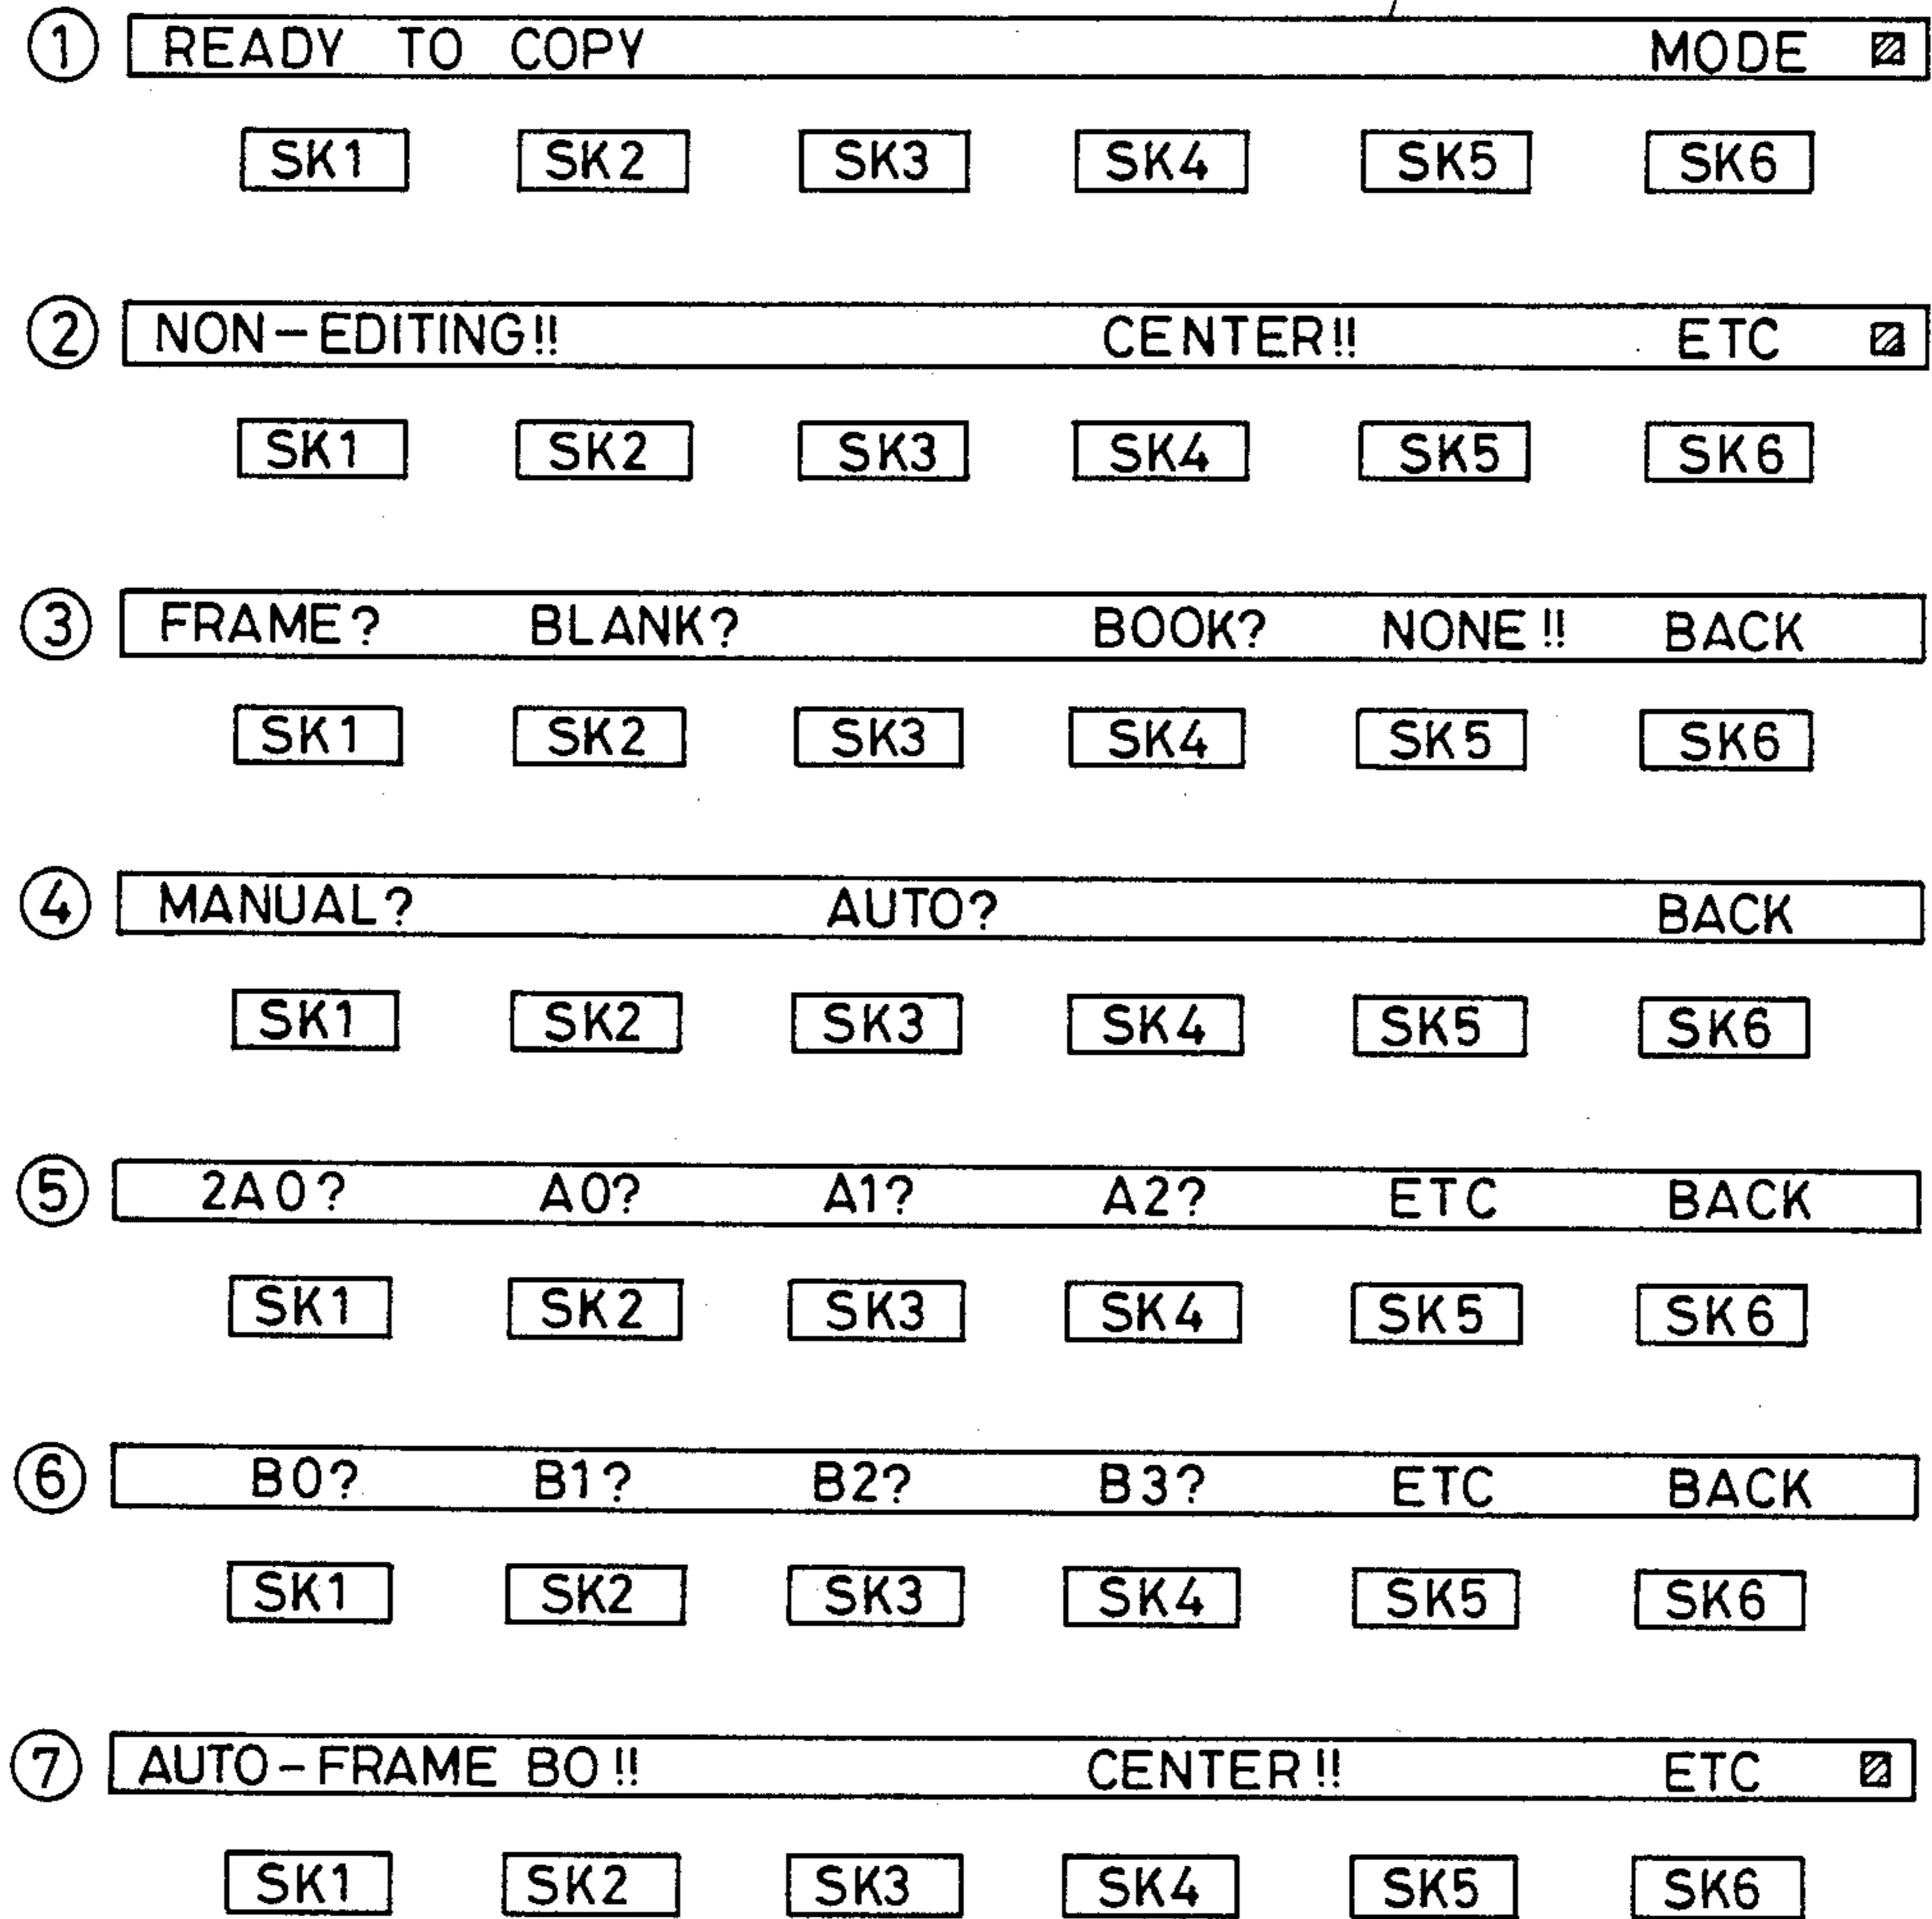 ① READY TO COPY MODE
SK1 SK2 SK3 SK4 SK5 SK6
② NON-EDITING!! CENTER!! ETC
SK1 SK2 SK3 SK4 SK5 SK6
③ FRAME? BLANK? BOOK? NONE!! BACK
SK1 SK2 SK3 SK4 SK5 SK6
④ MANUAL? AUTO? BACK
SK1 SK2 SK3 SK4 SK5 SK6
⑤ 2A0? A0? A1? A2? ETC BACK
SK1 SK2 SK3 SK4 SK5 SK6
⑥ B0? B1? B2? B3? ETC BACK
SK1 SK2 SK3 SK4 SK5 SK6
⑦ AUTO-FRAME B0!! CENTER!! ETC
SK1 SK2 SK3 SK4 SK5 SK6